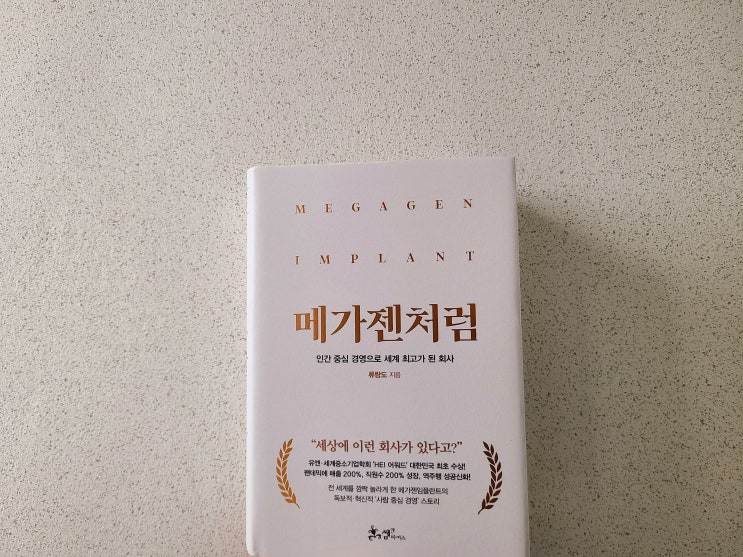 MEGAGEN
IMPLANT
메가젠처럼
인간 중심 경영으로 세계 최고가 된 회사
류랑도 지음
“세상에 이런 회사가 있다고?”
유엔·세계중소기업학회 'HEI 어워드' 대한민국 최초 수상!
팬데믹에 매출 200%, 직원수 200% 성장, 역주행 성공신화!
전 세계를 깜짝 놀라게 한 메가젠임플란트의
독보적·혁신적 '사람 중심 경영' 스토리